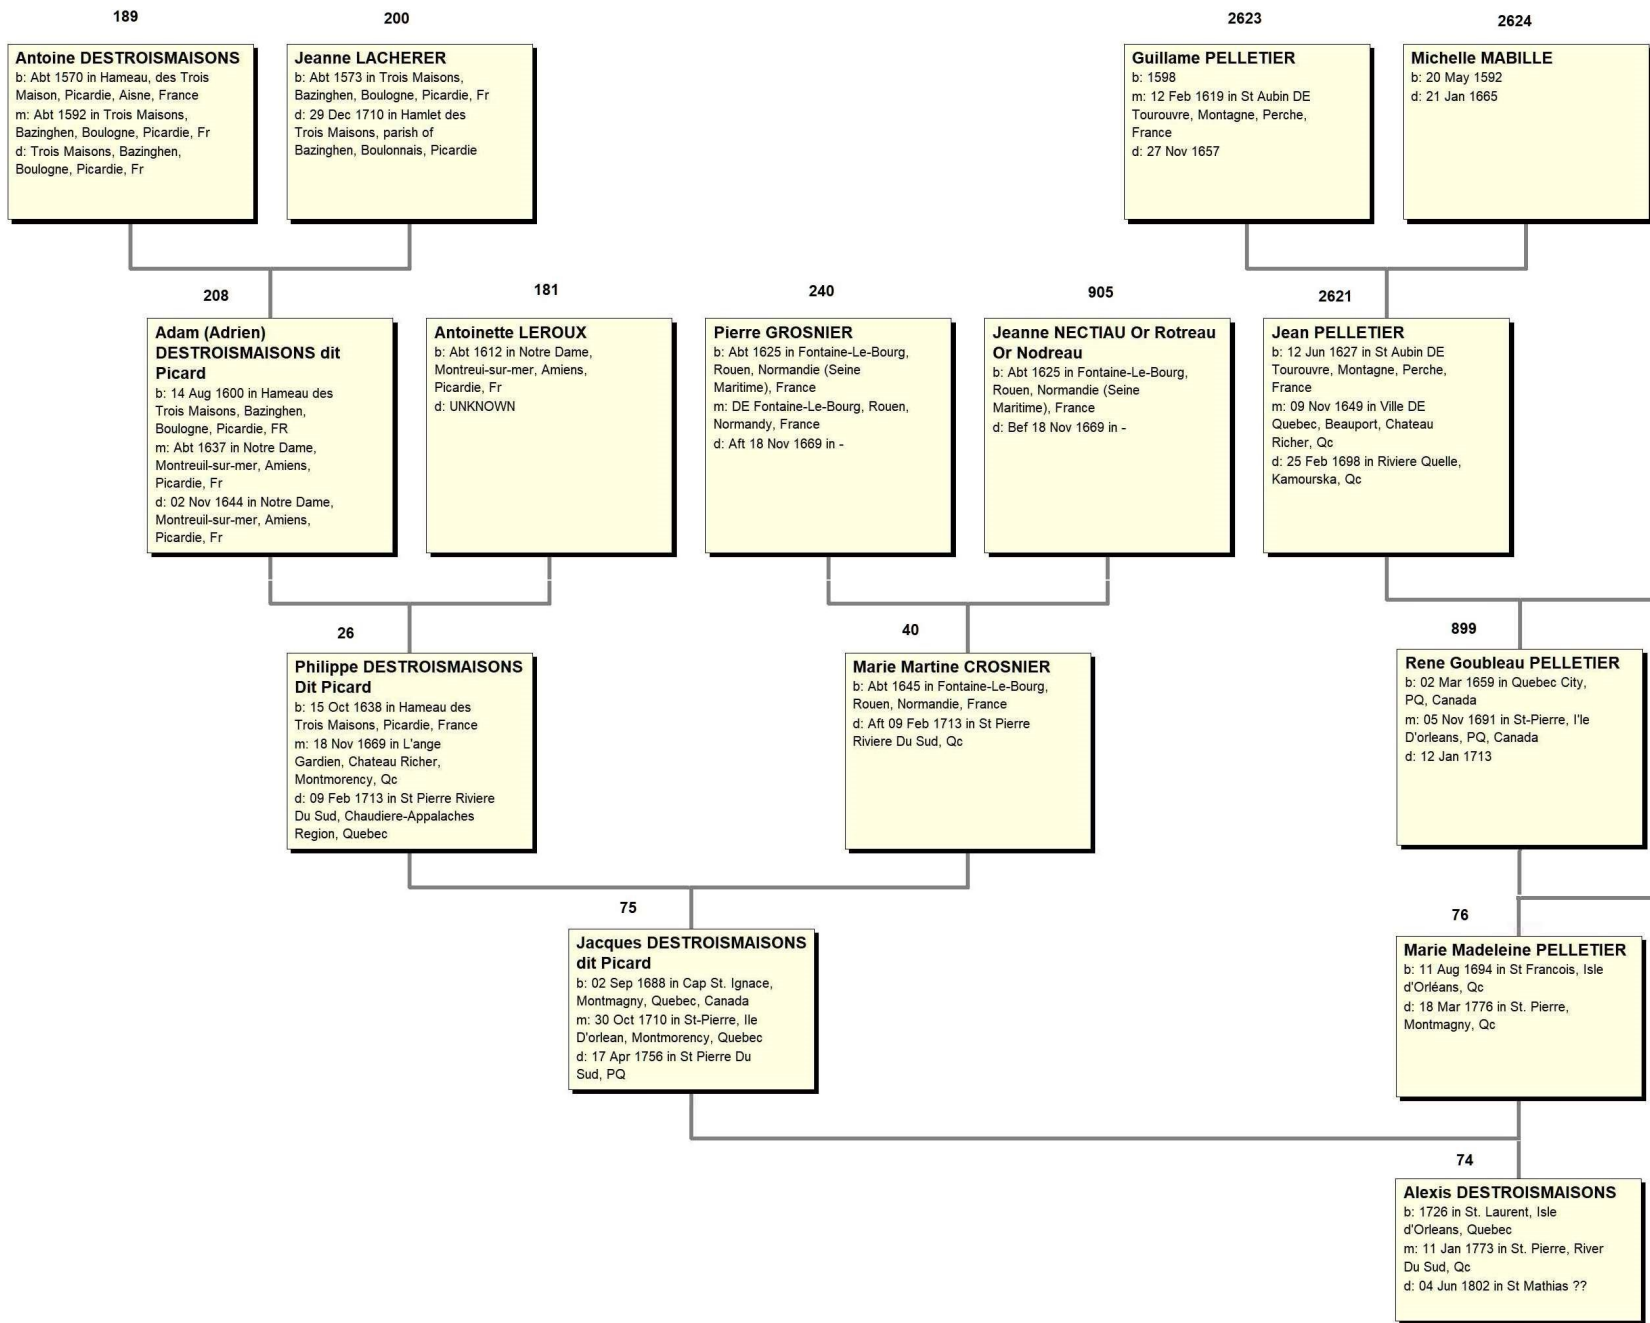 189
Antoine DESTROISMAISONS
b: Abt 1570 in Hameau, des Trois
Maison, Picardie, Aisne, France
m: Abt 1592 in Trois Maisons,
Bazinghen, Boulogne, Picardie, Fr
d: Trois Maisons, Bazinghen,
Boulogne, Picardie, Fr
200
Jeanne LACHERER
b: Abt 1573 in Trois Maisons,
Bazinghen, Boulogne, Picardie, Fr
d: 29 Dec 1710 in Hamlet des
Trois Maisons, parish of
Bazinghen, Boulonnais, Picardie
2623
Guillame PELLETIER
b: 1598
m: 12 Feb 1619 in St Aubin DE
Tourouvre, Montagne, Perche,
France
d: 27 Nov 1657
2624
Michelle MABILLE
b: 20 May 1592
d: 21 Jan 1665
208
Adam (Adrien)
DESTROISMAISONS dit
Picard
b: 14 Aug 1600 in Hameau des
Trois Maisons, Bazinghen,
Boulogne, Picardie, FR
m: Abt 1637 in Notre Dame,
Montreuil-sur-mer, Amiens,
Picardie, Fr
d: 02 Nov 1644 in Notre Dame,
Montreuil-sur-mer, Amiens,
Picardie, Fr
181
Antoinette LEROUX
b: Abt 1612 in Notre Dame,
Montreui-sur-mer, Amiens,
Picardie, Fr
d: UNKNOWN
240
Pierre GROSNIER
b: Abt 1625 in Fontaine-Le-Bourg,
Rouen, Normandie (Seine
Maritime), France
m: DE Fontaine-Le-Bourg, Rouen,
Normandy, France
d: Aft 18 Nov 1669 in -
905
Jeanne NECTIAU Or Rotreau
Or Nodreau
b: Abt 1625 in Fontaine-Le-Bourg,
Rouen, Normandie (Seine
Maritime), France
d: Bef 18 Nov 1669 in -
2621
Jean PELLETIER
b: 12 Jun 1627 in St Aubin DE
Tourouvre, Montagne, Perche,
France
m: 09 Nov 1649 in Ville DE
Quebec, Beauport, Chateau
Richer, Qc
d: 25 Feb 1698 in Riviere Quelle,
Kamourska, Qc
26
Philippe DESTROISMAISONS
Dit Picard
b: 15 Oct 1638 in Hameau des
Trois Maisons, Picardie, France
m: 18 Nov 1669 in L'ange
Gardien, Chateau Richer,
Montmorency, Qc
d: 09 Feb 1713 in St Pierre Riviere
Du Sud, Chaudiere-Appalaches
Region, Quebec
40
Marie Martine CROSNIER
b: Abt 1645 in Fontaine-Le-Bourg,
Rouen, Normandie, France
d: Aft 09 Feb 1713 in St Pierre
Riviere Du Sud, Qc
899
Rene Goubleau PELLETIER
b: 02 Mar 1659 in Quebec City,
PQ, Canada
m: 05 Nov 1691 in St-Pierre, I'le
D'orleans, PQ, Canada
d: 12 Jan 1713
75
Jacques DESTROISMAISONS
dit Picard
b: 02 Sep 1688 in Cap St. Ignace,
Montmagny, Quebec, Canada
m: 30 Oct 1710 in St-Pierre, Ile
D'orlean, Montmorency, Quebec
d: 17 Apr 1756 in St Pierre Du
Sud, PQ
76
Marie Madeleine PELLETIER
b: 11 Aug 1694 in St Francois, Isle
d'Orléans, Qc
d: 18 Mar 1776 in St. Pierre,
Montmagny, Qc
74
Alexis DESTROISMAISONS
b: 1726 in St. Laurent, Isle
d'Orleans, Quebec
m: 11 Jan 1773 in St. Pierre, River
Du Sud, Qc
d: 04 Jun 1802 in St Mathias ??